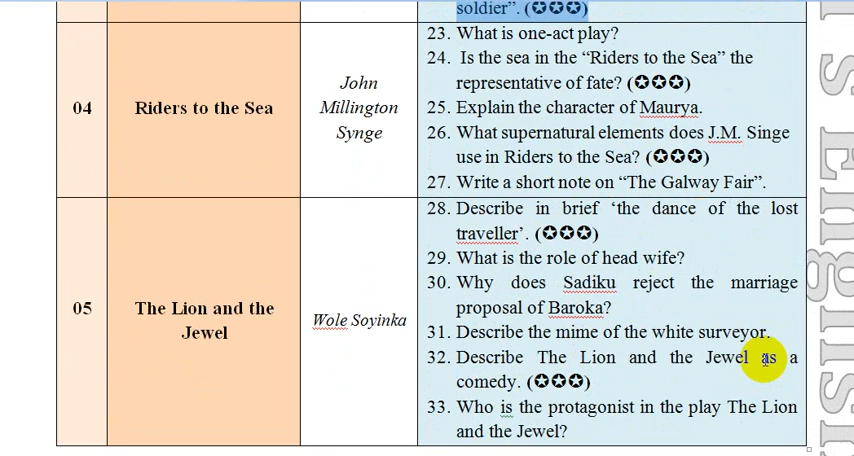 soldier". (✪✪✪)
23. What is one-act play?
24. Is the sea in the "Riders to the Sea" the
representative of fate? (✪✪✪)
25. Explain the character of Maurya.
26. What supernatural elements does J.M. Singe
use in Riders to the Sea? (✪✪✪)
27. Write a short note on "The Galway Fair".
04
Riders to the Sea
John
Millington
Synge
28. Describe in brief 'the dance of the lost
traveller'. (✪✪✪)
29. What is the role of head wife?
30. Why does Sadiku reject the marriage
proposal of Baroka?
31. Describe the mime of the white surveyor.
32. Describe The Lion and the Jewel as a
comedy. (✪✪✪)
33. Who is the protagonist in the play The Lion
and the Jewel?
05
The Lion and the
Jewel
Wole Soyinka